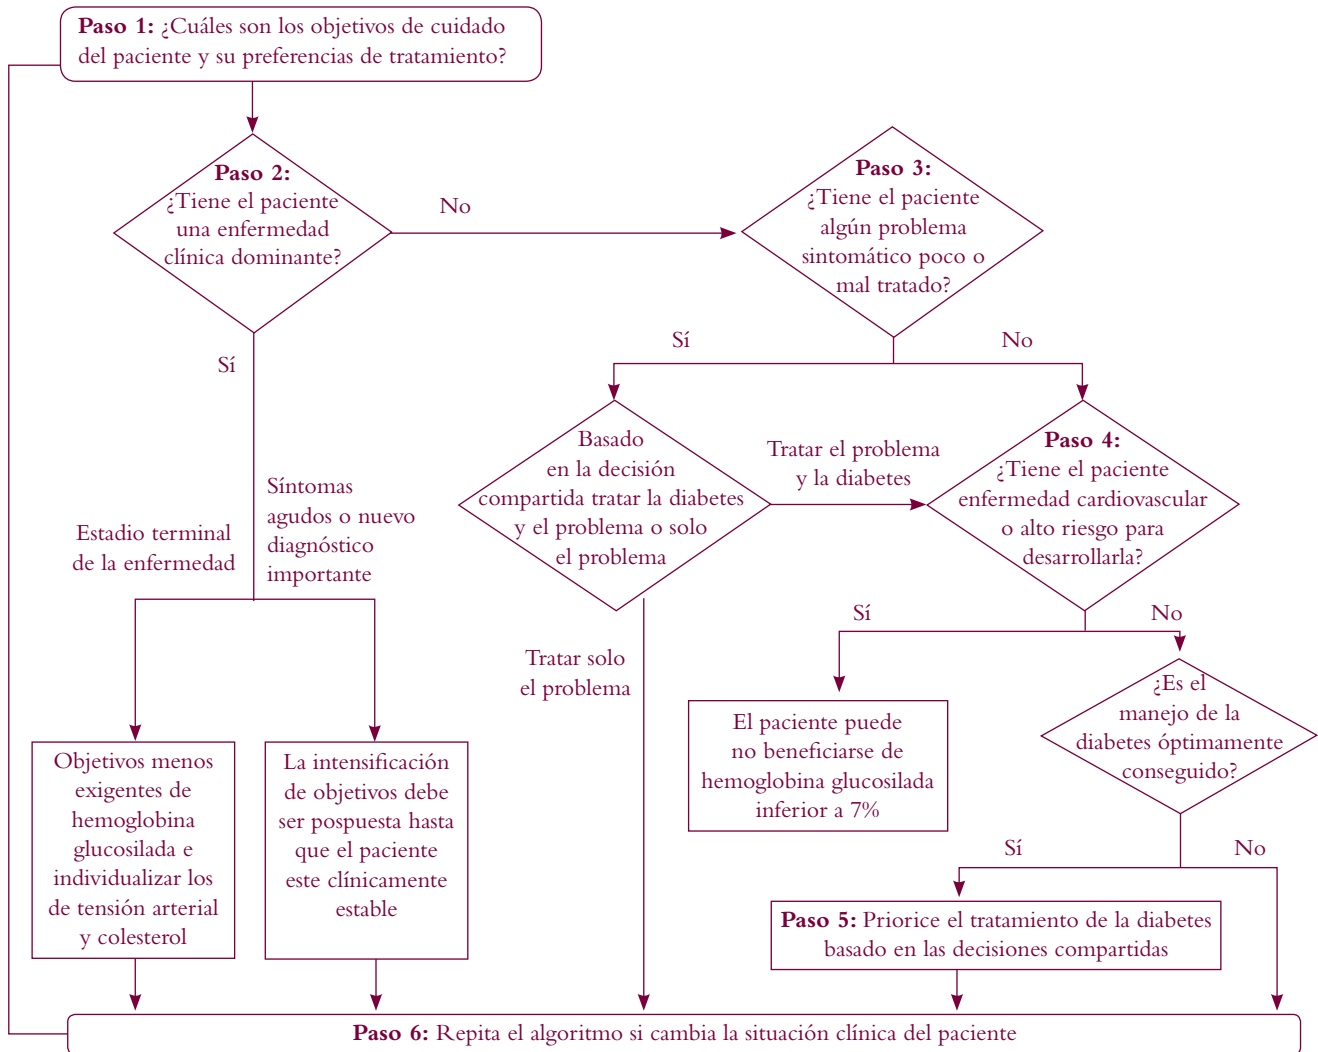 Paso 1: ¿Cuáles son los objetivos de cuidado
del paciente y su preferencias de tratamiento?
Paso 2:
¿Tiene el paciente
una enfermedad
clínica dominante?
No
Paso 3:
¿Tiene el paciente
algún problema
sintomático poco o
mal tratado?
Sí
Sí
No
Basado
en la decisión
compartida tratar la diabetes
y el problema o solo
el problema
Tratar el problema
y la diabetes
Paso 4:
¿Tiene el paciente
enfermedad cardiovascular
o alto riesgo para
desarrollarla?
Estadio terminal
de la enfermedad
Síntomas
agudos o nuevo
diagnóstico
importante
Sí
No
Tratar solo
el problema
¿Es el
manejo de la
diabetes óptimamente
conseguido?
El paciente puede
no beneficiarse de
hemoglobina glucosilada
inferior a 7%
Objetivos menos
exigentes de
hemoglobina
glucosilada e
individualizar los
de tensión arterial
y colesterol
La intensificación
de objetivos debe
ser pospuesta hasta
que el paciente
este clínicamente
estable
Sí
No
Paso 5: Priorice el tratamiento de la diabetes
basado en las decisiones compartidas
Paso 6: Repita el algoritmo si cambia la situación clínica del paciente